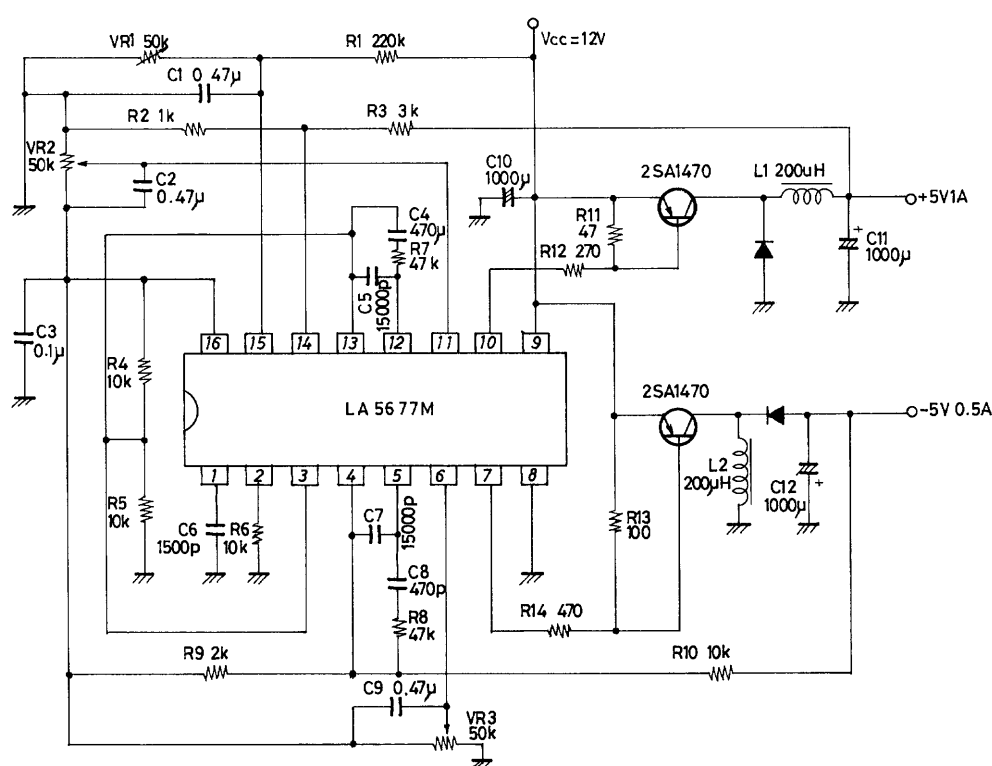 Vcc=12V
VR1 50k
R1 220k
C1 0.47μ
R2 1k
R3 3k
VR2
50k
C2
0.47μ
C10
1000μ
2SA1470
L1 200uH
+5V1A
C4
470μ
R7
47k
C5
15000p
R11
47
R12 270
C11
1000μ
+
C3
0.1μ
16
15
14
13
12
11
10
9
R4
10k
LA5677M
2SA1470
-5V 0.5A
1
2
3
4
5
6
7
8
L2
200μH
C12
1000μ
+
R5
10k
C6
1500p
R6
10k
C7
15000p
R13
100
C8
470p
R8
47k
R14 470
R9 2k
R10 10k
C9 0.47μ
VR3
50k